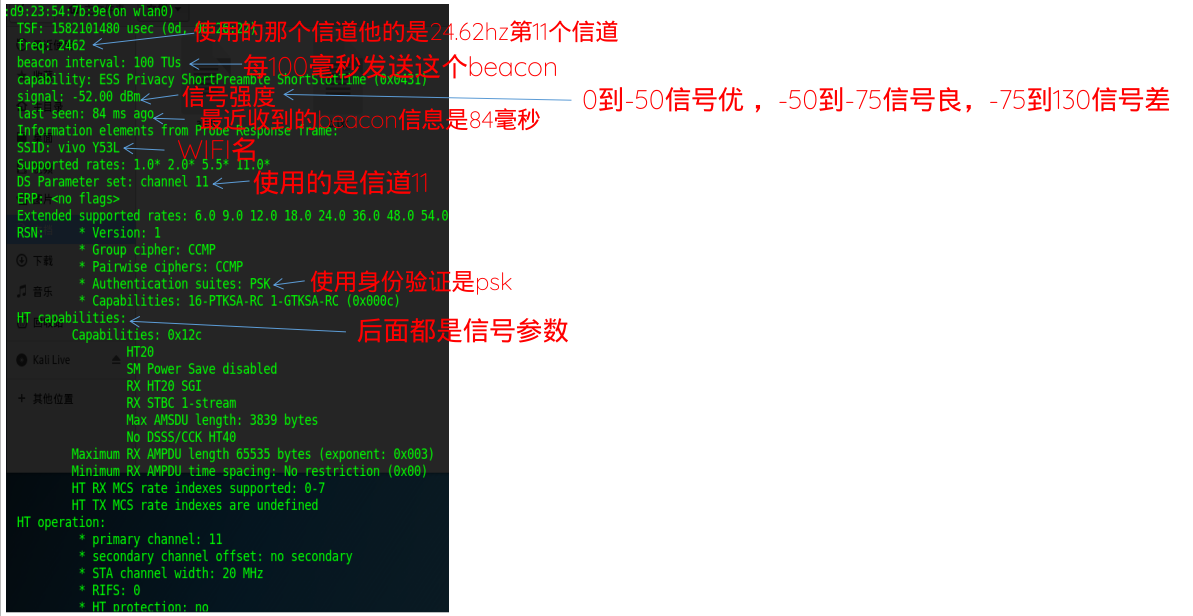 :d9:23:54:7b:9e(on wlan0)
TSF: 1582101480 usec (0d, 00:26:22)
使用的那个信道他的是24.62hz第11个信道
freq: 2462
beacon interval: 100 TUs
每100毫秒发送这个beacon
capability: ESS Privacy ShortPreamble ShortSlotTime (0x0431)
signal: -52.00 dBm
信号强度
0到-50信号优 ，-50到-75信号良，-75到130信号差
last seen: 84 ms ago
最近收到的beacon信息是84毫秒
Information elements from Probe Response frame:
SSID: vivo Y53L
WIFI名
Supported rates: 1.0* 2.0* 5.5* 11.0*
DS Parameter set: channel 11
使用的是信道11
ERP: <no flags>
Extended supported rates: 6.0 9.0 12.0 18.0 24.0 36.0 48.0 54.0
RSN: * Version: 1
* Group cipher: CCMP
下载
* Pairwise ciphers: CCMP
* Authentication suites: PSK
使用身份验证是psk
音乐
* Capabilities: 16-PTKSA-RC 1-GTKSA-RC (0x000c)
HT capabilities:
后面都是信号参数
Capabilities: 0x12c
HT20
Kali Live
SM Power Save disabled
RX HT20 SGI
其他位置
RX STBC 1-stream
Max AMSDU length: 3839 bytes
No DSSS/CCK HT40
Maximum RX AMPDU length 65535 bytes (exponent: 0x003)
Minimum RX AMPDU time spacing: No restriction (0x00)
HT RX MCS rate indexes supported: 0-7
HT TX MCS rate indexes are undefined
HT operation:
* primary channel: 11
* secondary channel offset: no secondary
* STA channel width: 20 MHz
* RIFS: 0
* HT protection: no